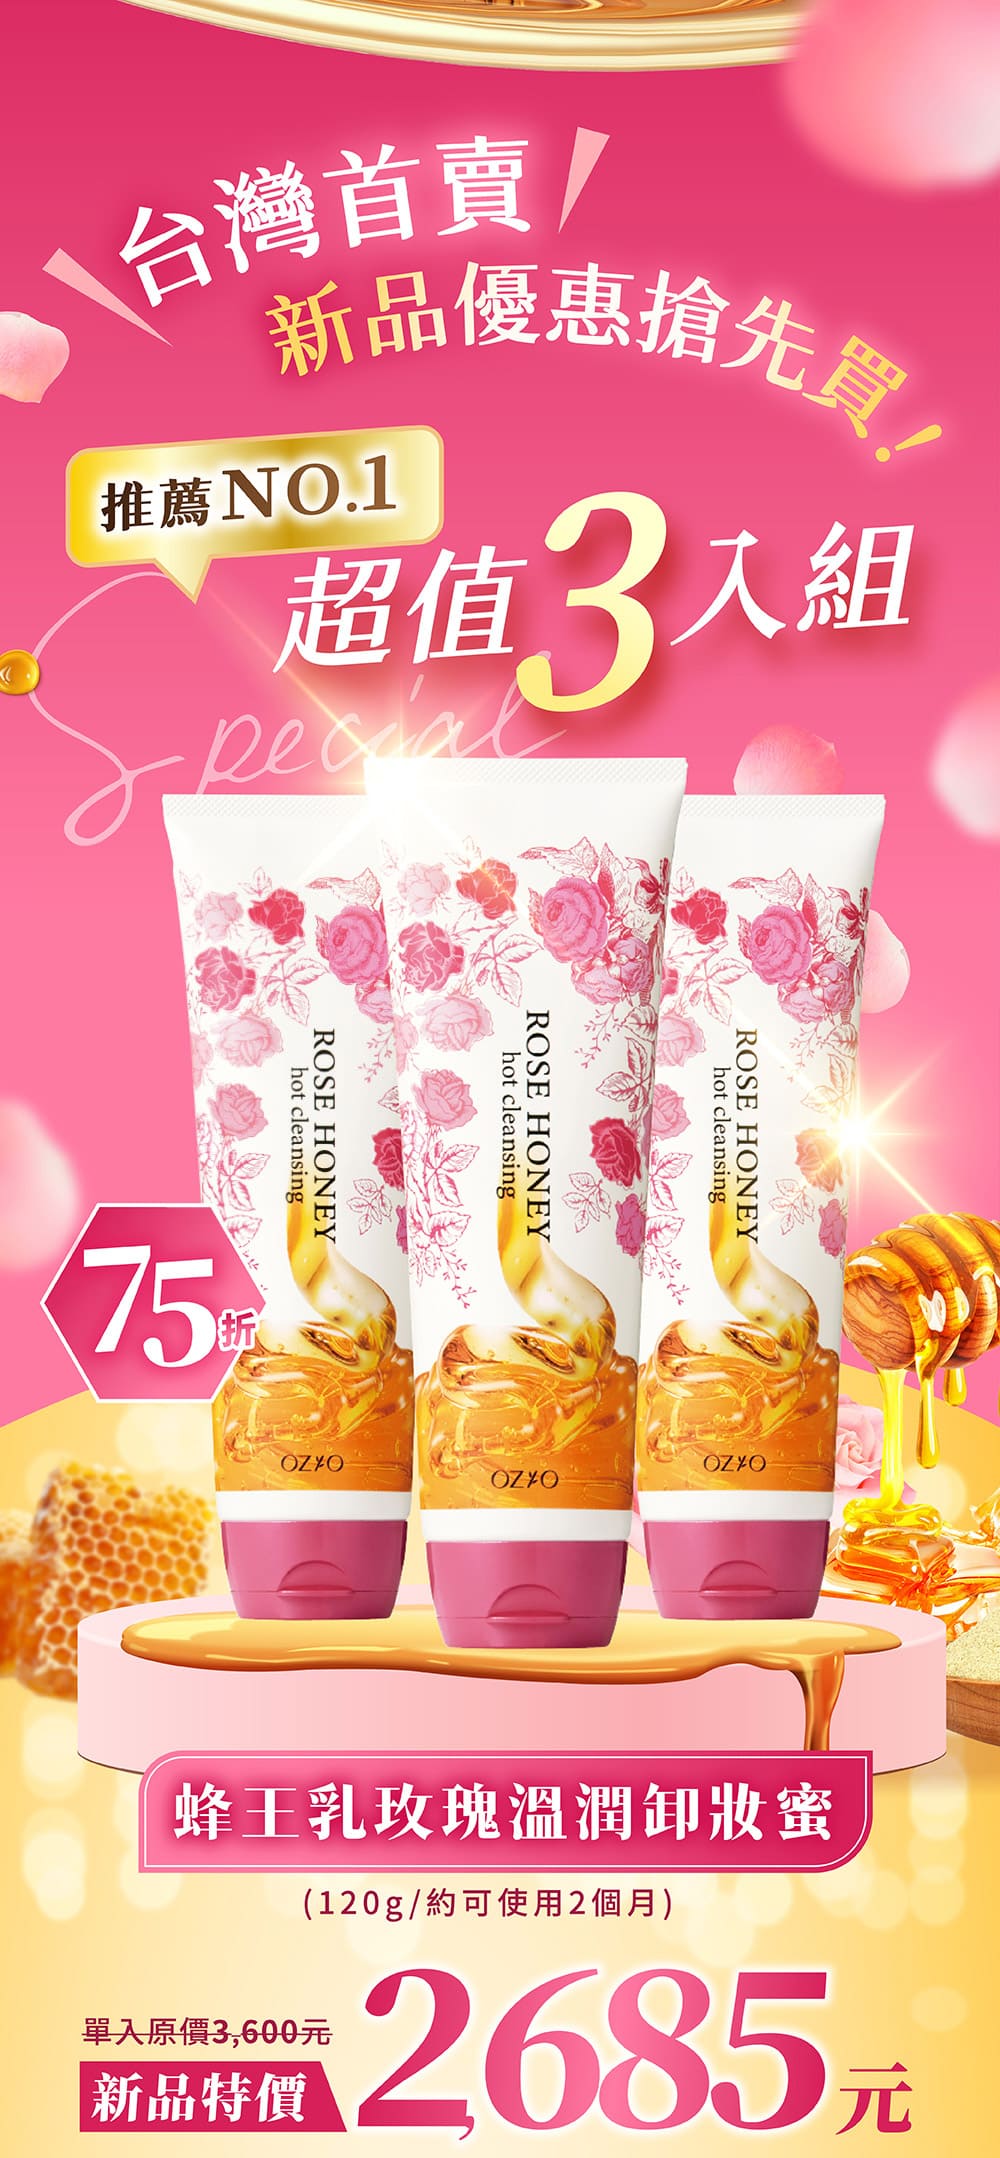 台灣首賣
新品優惠搶先買!
推薦NO.1
超值3入組
Special
ROSE HONEY
hot cleansing
OZIO
ROSE HONEY
hot cleansing
OZIO
ROSE HONEY
hot cleansing
OZIO
75折
蜂王乳玫瑰溫潤卸妝蜜
(120g/約可使用2個月)
單入原價3,600元
新品特價 2,685元